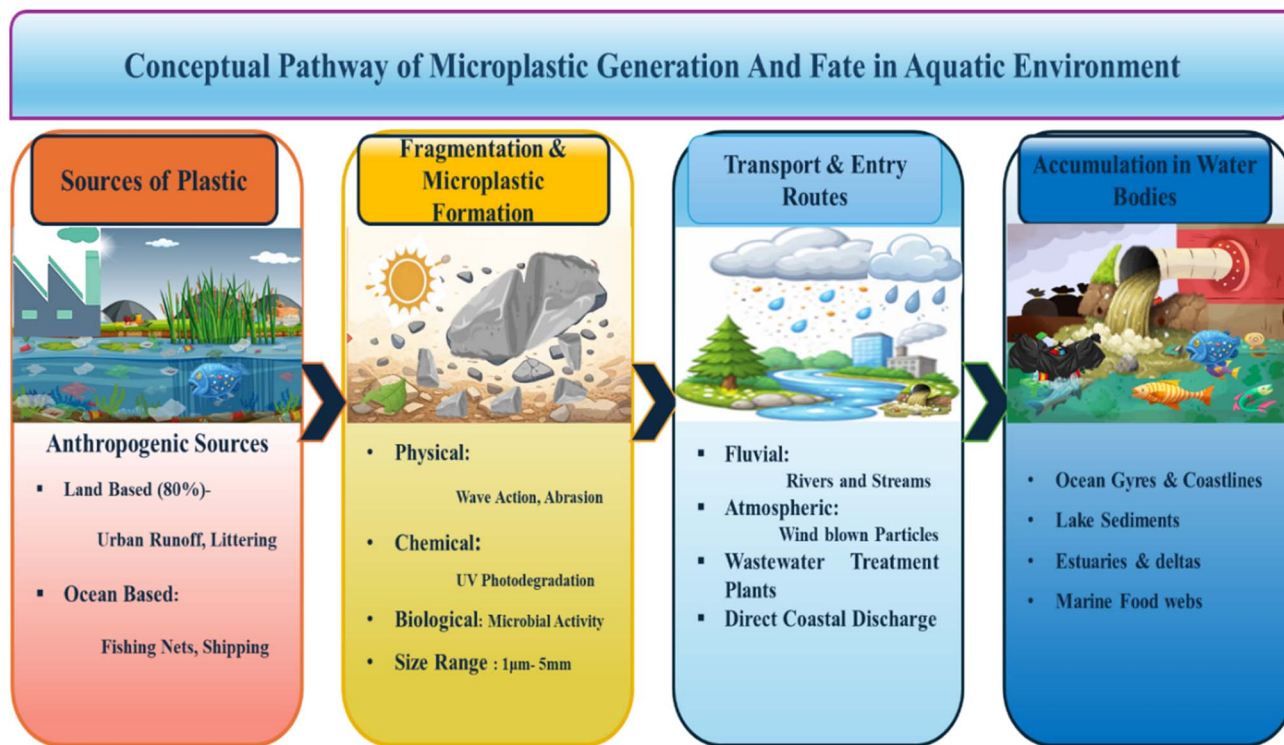 Conceptual Pathway of Microplastic Generation And Fate in Aquatic Environment
Sources of Plastic
Anthropogenic Sources
▪ Land Based (80%)-
Urban Runoff, Littering
▪ Ocean Based:
Fishing Nets, Shipping
Fragmentation &
Microplastic
Formation
• Physical:
Wave Action, Abrasion
• Chemical:
UV Photodegradation
• Biological: Microbial Activity
• Size Range : 1µm- 5mm
Transport & Entry
Routes
▪ Fluvial:
Rivers and Streams
▪ Atmospheric:
Wind blown Particles
▪ Wastewater Treatment
Plants
▪ Direct Coastal Discharge
Accumulation in Water
Bodies
• Ocean Gyres & Coastlines
• Lake Sediments
• Estuaries & deltas
• Marine Food webs